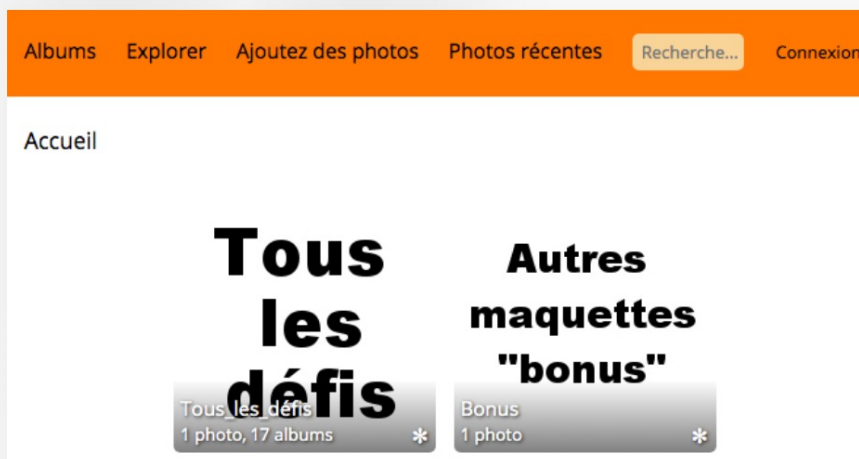 Albums Explorer Ajoutez des photos Photos récentes Recherche... Connexion
Accueil
Tous
les
défis
Tous_les_défis
1 photo, 17 albums *
Autres
maquettes
"bonus"
Bonus
1 photo *